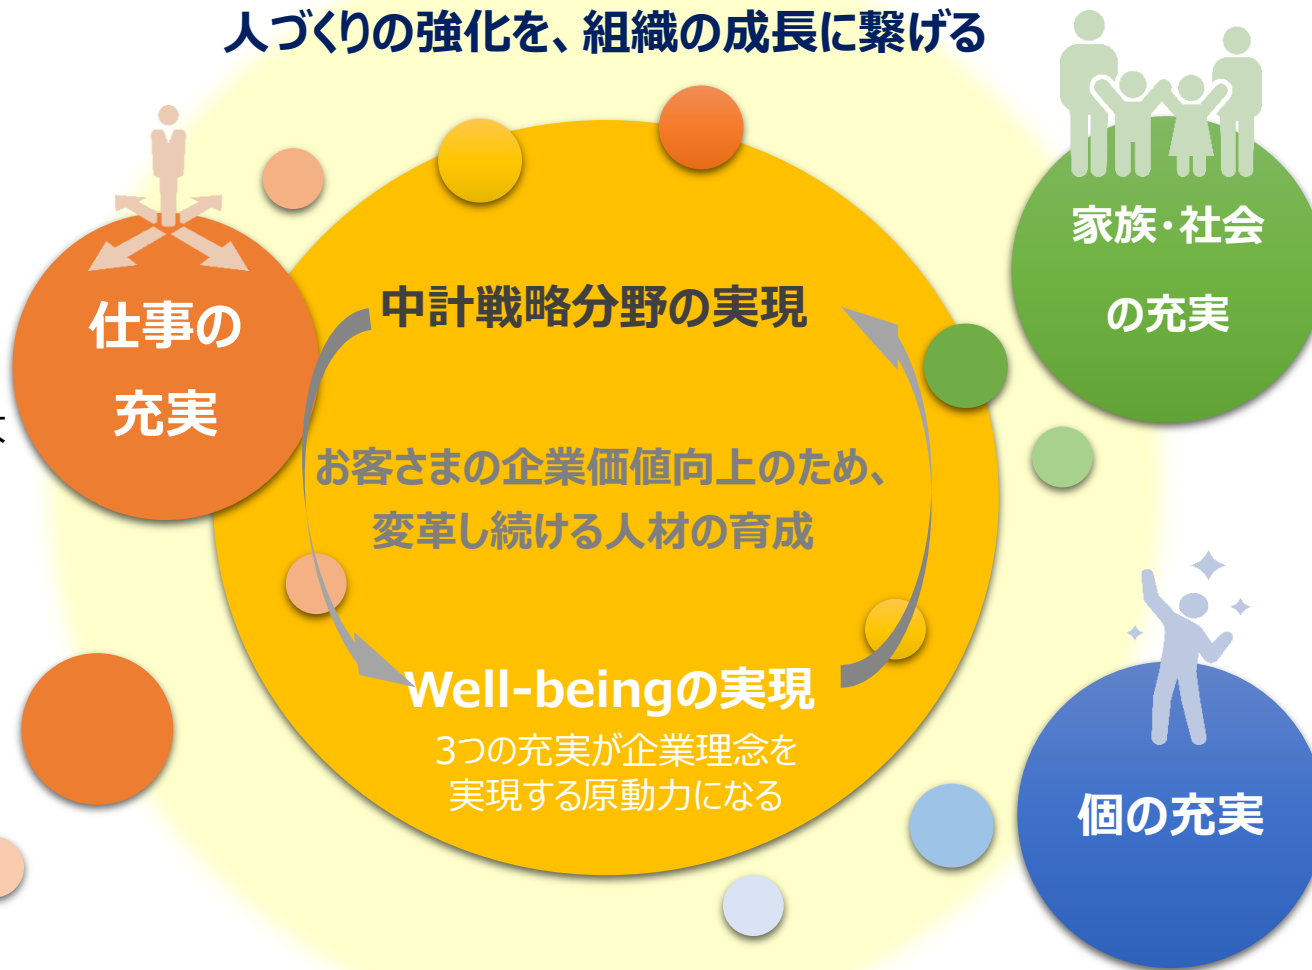 人づくりの強化を、組織の成長に繋げる
仕事の
充実
家族・社会
の充実
中計戦略分野の実現
お客さまの企業価値向上のため、
変革し続ける人材の育成
Well-beingの実現
3つの充実が企業理念を
実現する原動力になる
個の充実